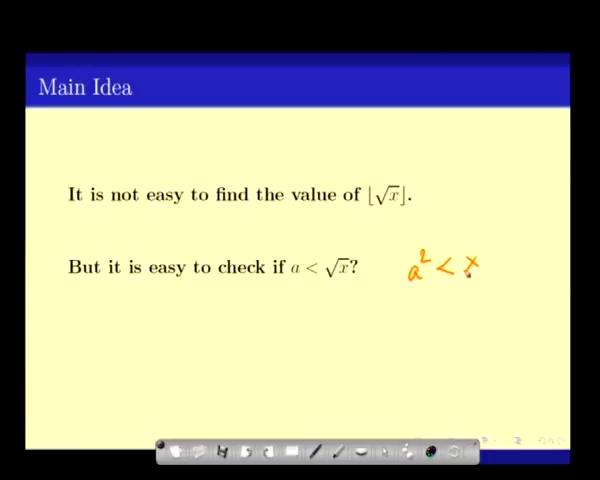 Main Idea
It is not easy to find the value of ⌊√x⌋.
But it is easy to check if a < √x? a² < x